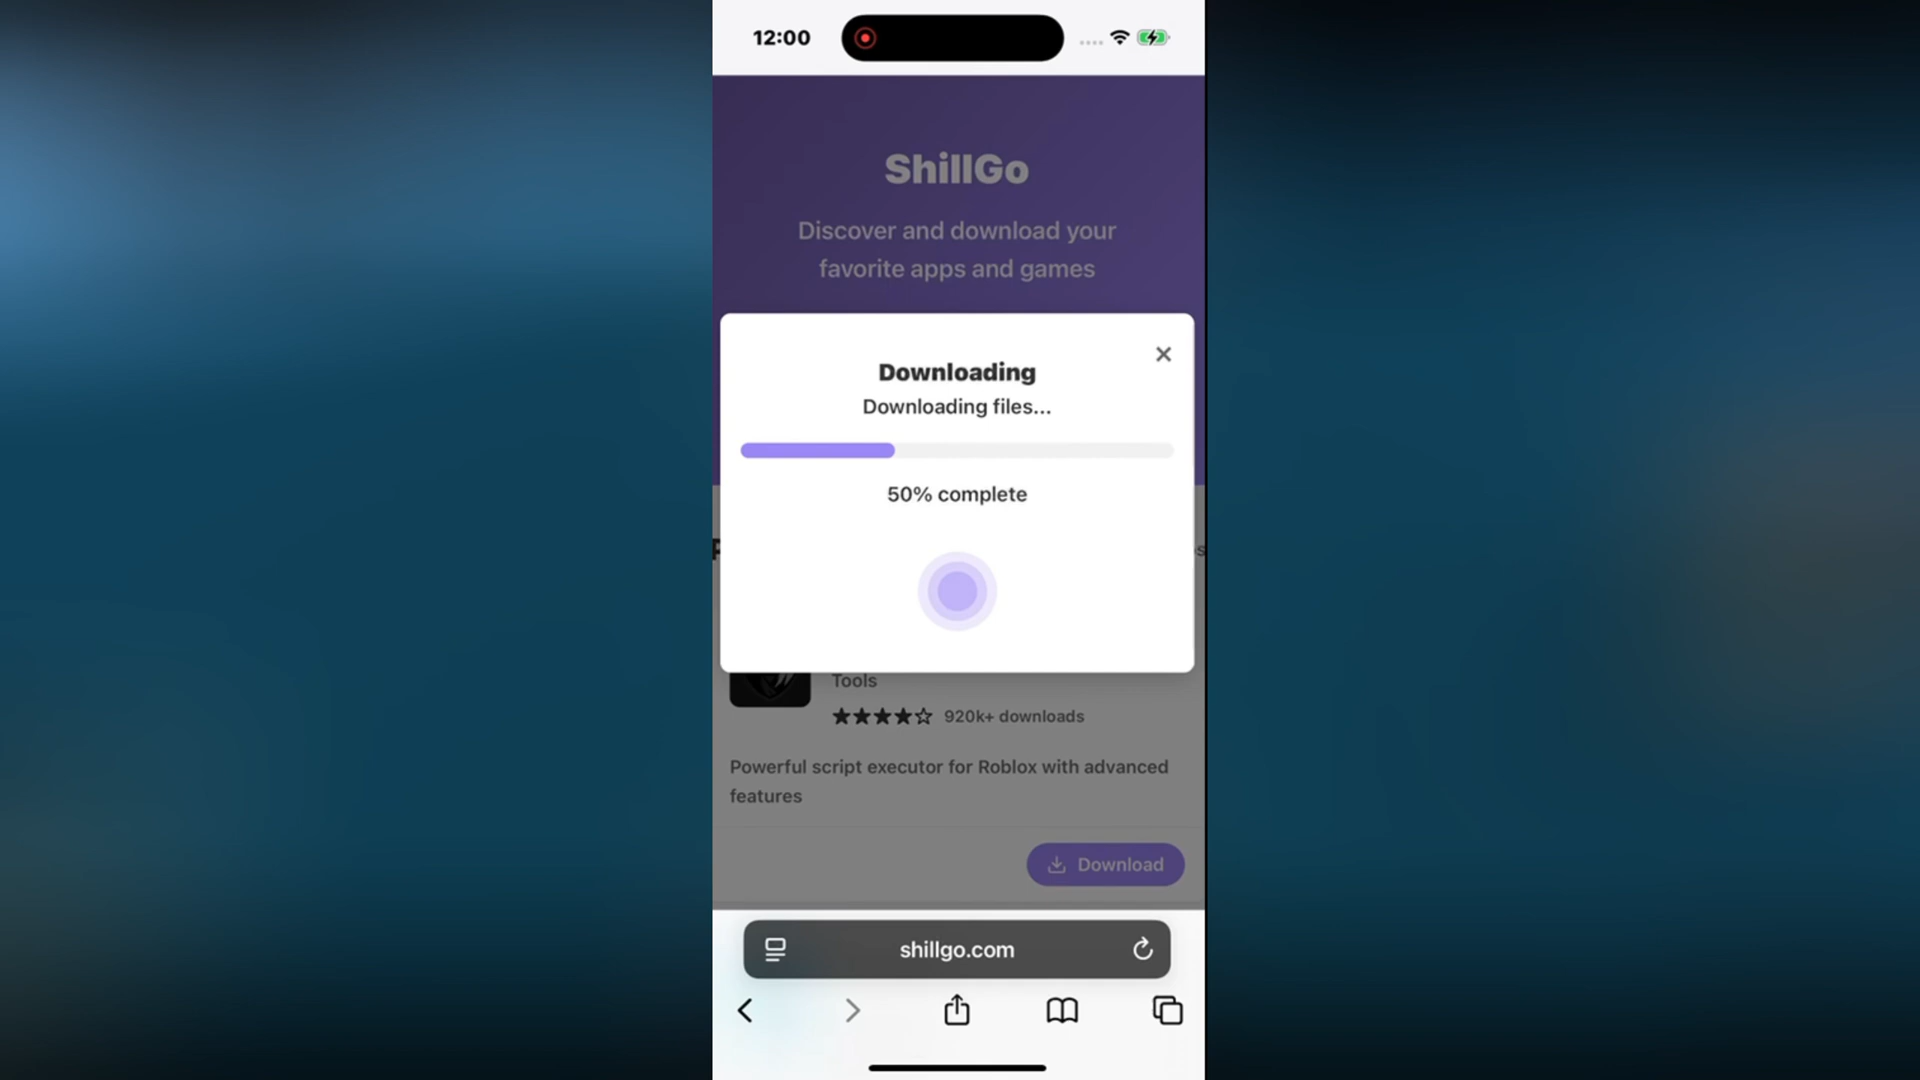 12:00
ShillGo
Discover and download your
favorite apps and games
Downloading
Downloading files...
50% complete
Tools
920k+ downloads
Powerful script executor for Roblox with advanced
features
Download
shillgo.com